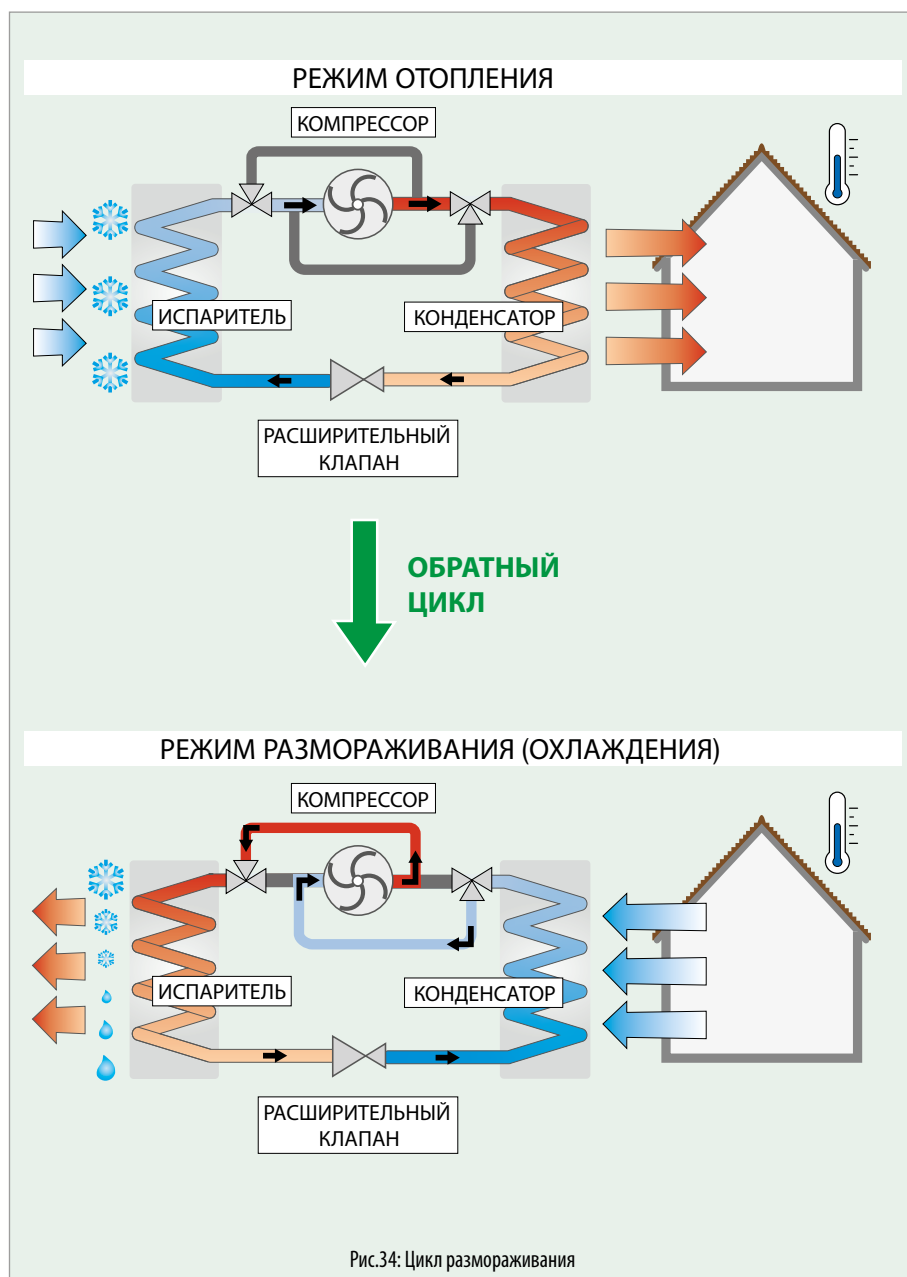 РЕЖИМ ОТОПЛЕНИЯ
КОМПРЕССОР
ИСПАРИТЕЛЬ
КОНДЕНСАТОР
РАСШИРИТЕЛЬНЫЙ
КЛАПАН
ОБРАТНЫЙ
ЦИКЛ
РЕЖИМ РАЗМОРАЖИВАНИЯ (ОХЛАЖДЕНИЯ)
КОМПРЕССОР
ИСПАРИТЕЛЬ
КОНДЕНСАТОР
РАСШИРИТЕЛЬНЫЙ
КЛАПАН
Рис.34: Цикл размораживания